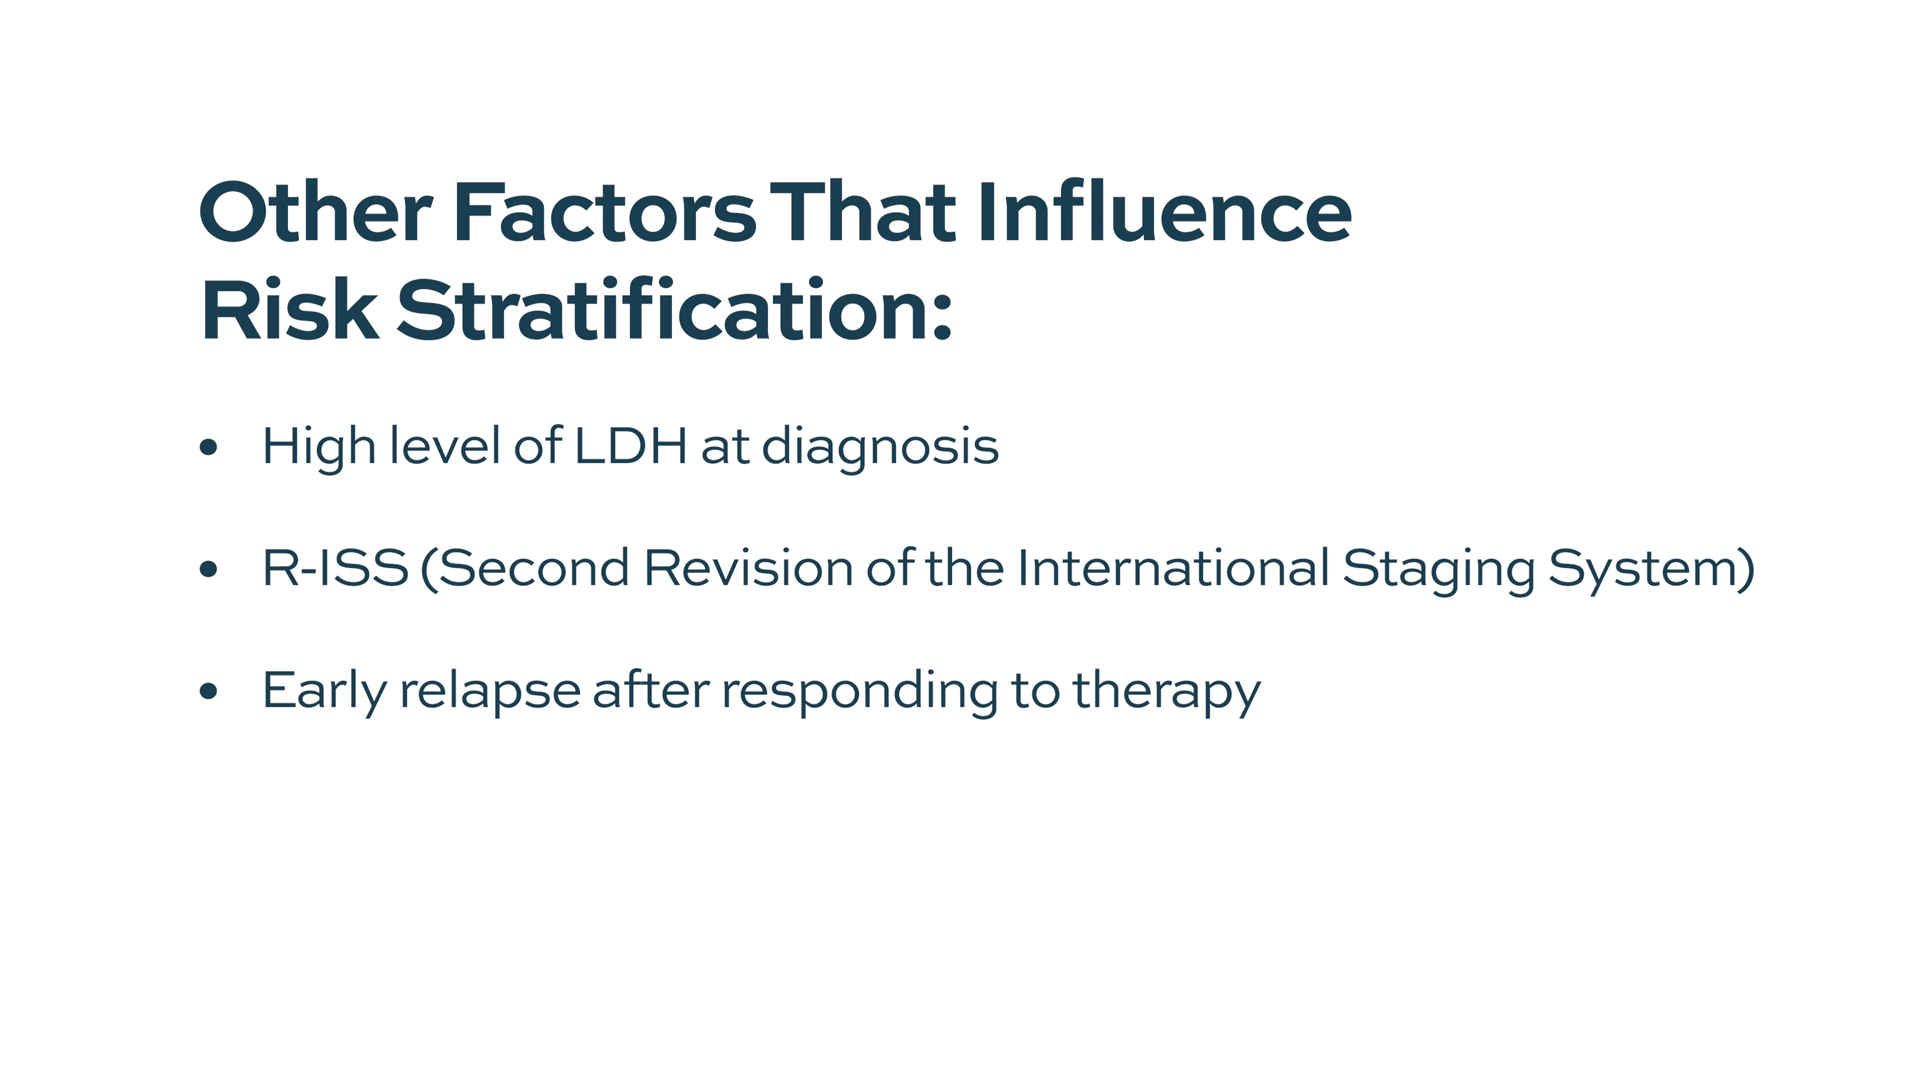 Other Factors That Influence
Risk Stratification:
• High level of LDH at diagnosis
• R-ISS (Second Revision of the International Staging System)
• Early relapse after responding to therapy